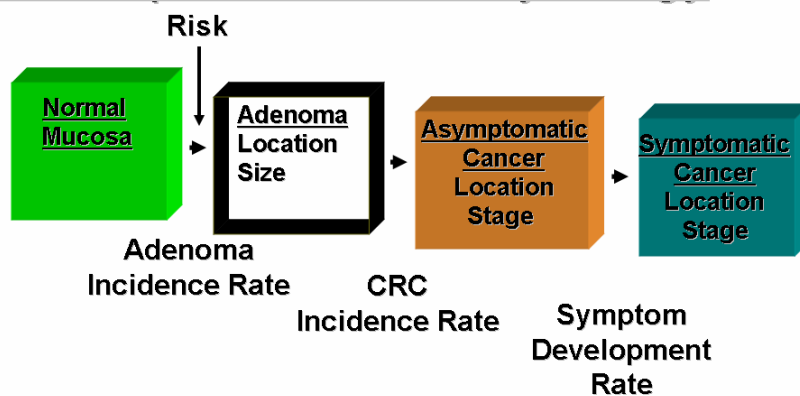 Risk
Normal
Mucosa
Adenoma
Location
Size
Asymptomatic
Cancer
Location
Stage
Symptomatic
Cancer
Location
Stage
Adenoma
Incidence Rate
CRC
Incidence Rate
Symptom
Development
Rate